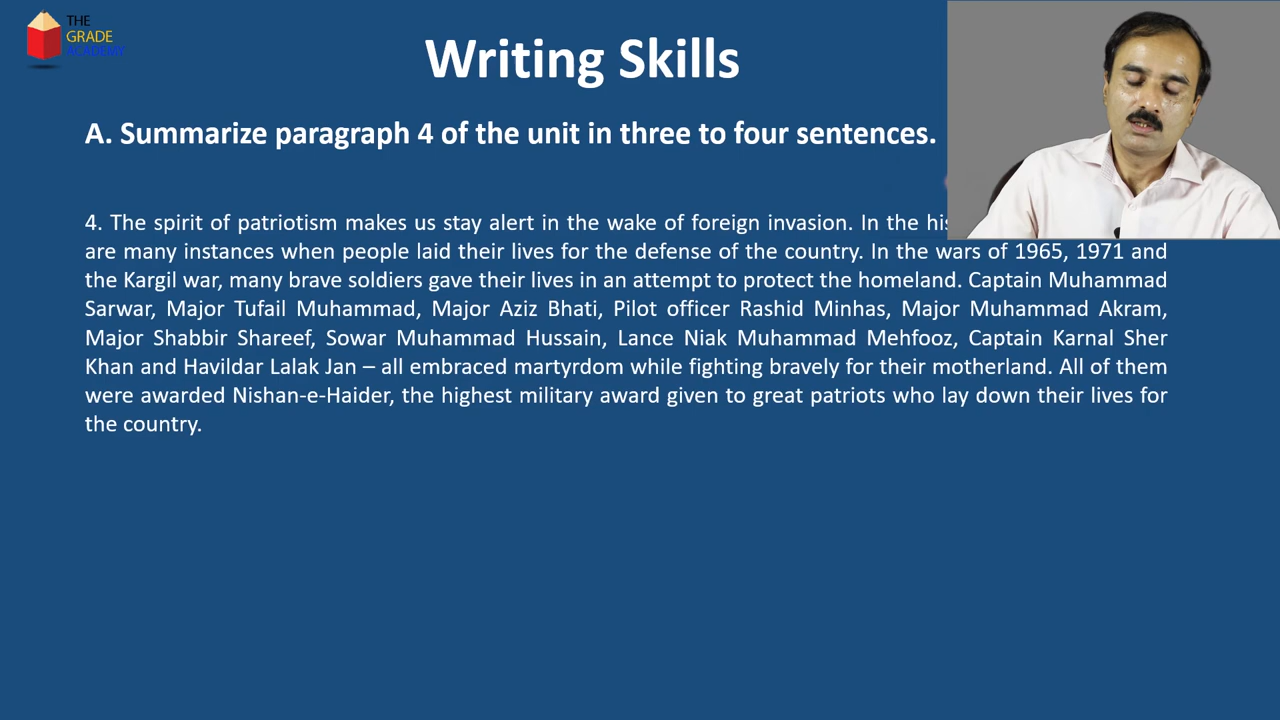 THE
GRADE
ACADEMY
Writing Skills
A. Summarize paragraph 4 of the unit in three to four sentences.
4. The spirit of patriotism makes us stay alert in the wake of foreign invasion. In the
are many instances when people laid their lives for the defense of the country. In the wars of 1965, 1971 and
the Kargil war, many brave soldiers gave their lives in an attempt to protect the homeland. Captain Muhammad
Sarwar, Major Tufail Muhammad, Major Aziz Bhati, Pilot officer Rashid Minhas, Major Muhammad Akram,
Major Shabbir Shareef, Sowar Muhammad Hussain, Lance Niak Muhammad Mehfooz, Captain Karnal Sher
Khan and Havildar Lalak Jan – all embraced martyrdom while fighting bravely for their motherland. All of them
were awarded Nishan-e-Haider, the highest military award given to great patriots who lay down their lives for
the country.